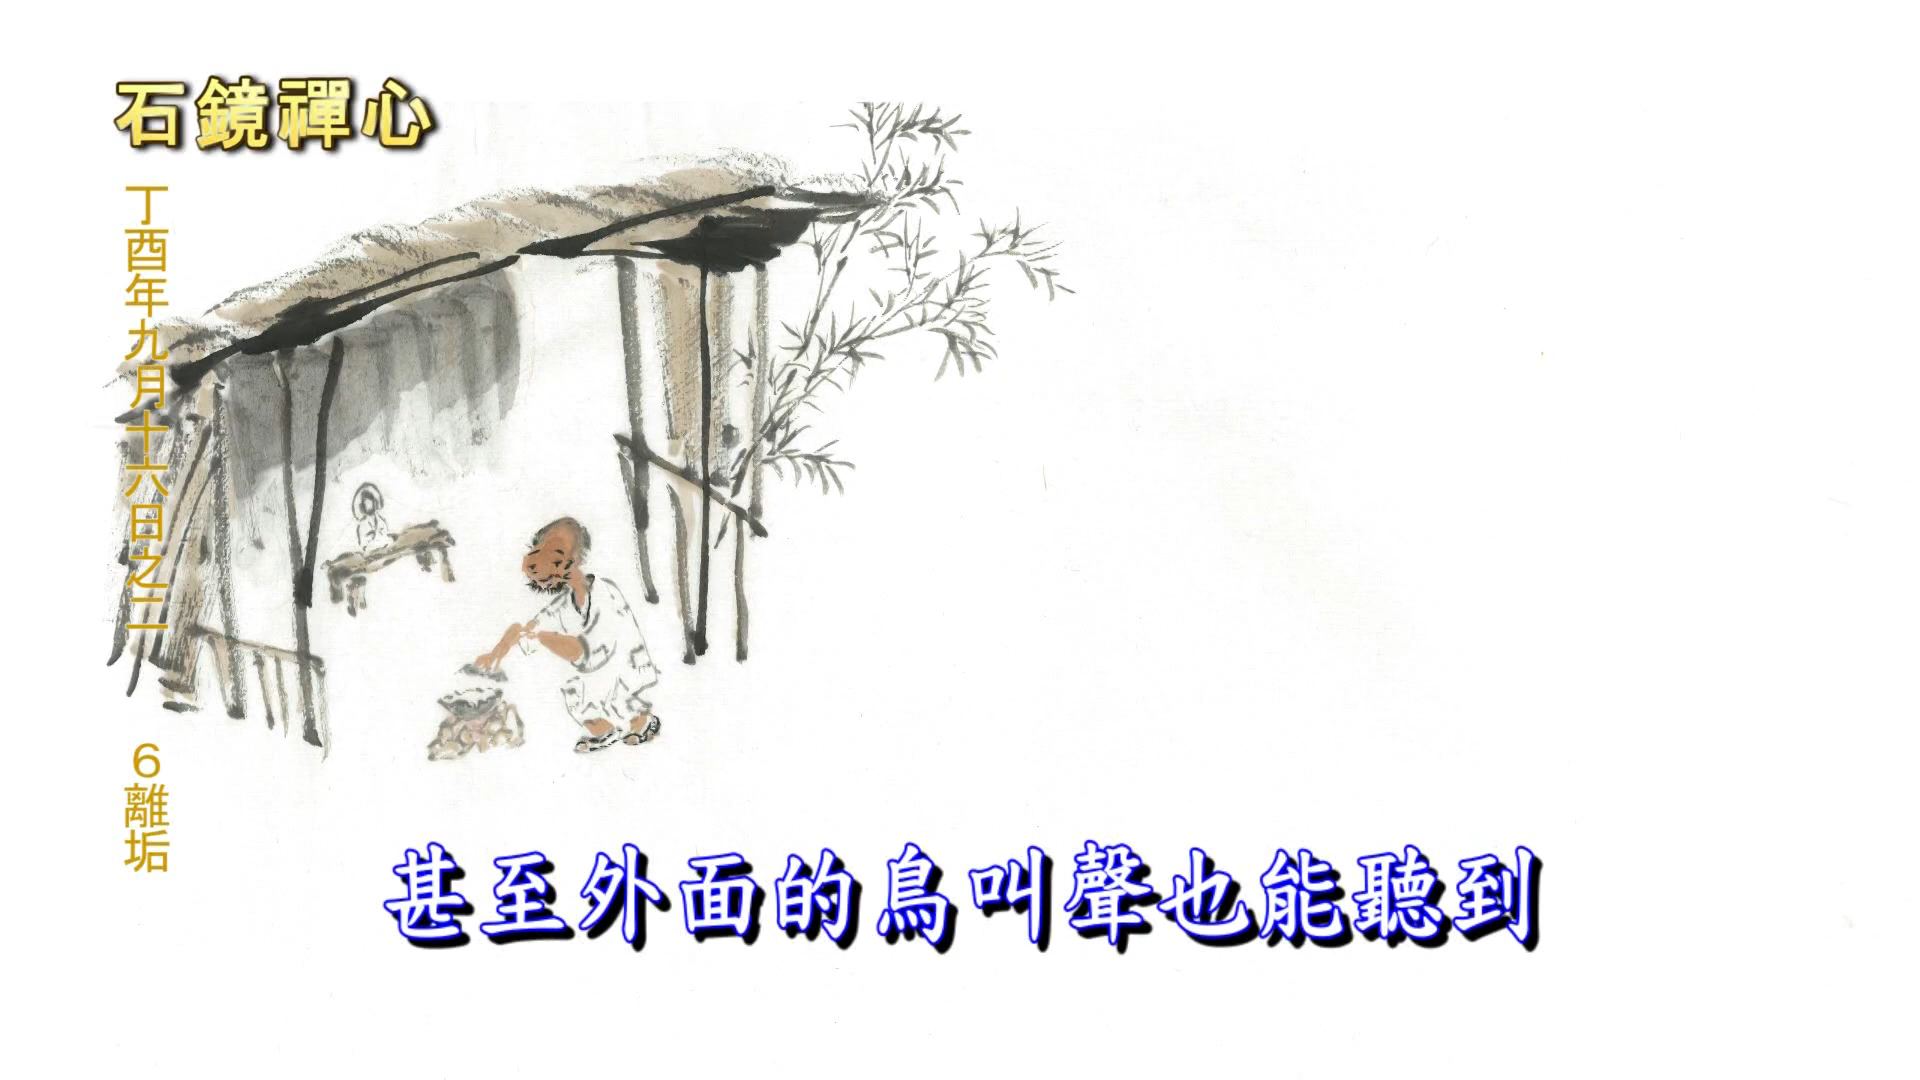 石鏡禪心
丁酉年九月十六日之二
6離垢
甚至外面的鳥叫聲也能聽到